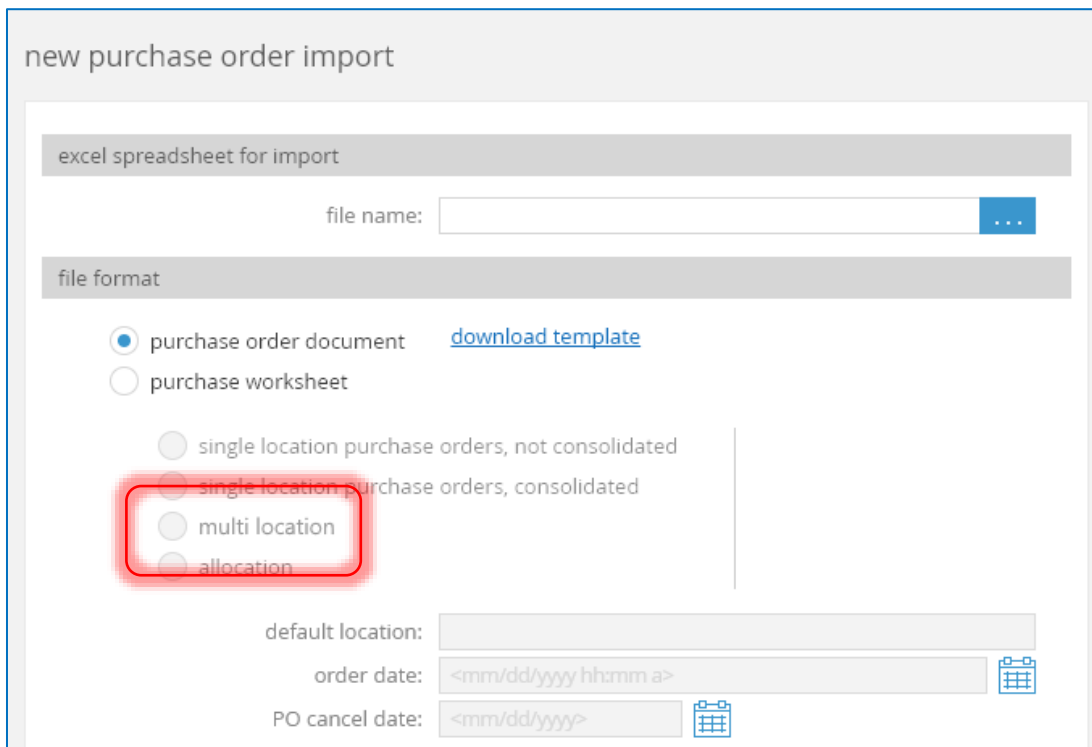 new purchase order import
excel spreadsheet for import
file name: ...
file format
purchase order document download template
purchase worksheet
single location purchase orders, not consolidated
single location purchase orders, consolidated
multi location
allocation
default location:
order date: <mm/dd/yyyy hh:mm a>
PO cancel date: <mm/dd/yyyy>